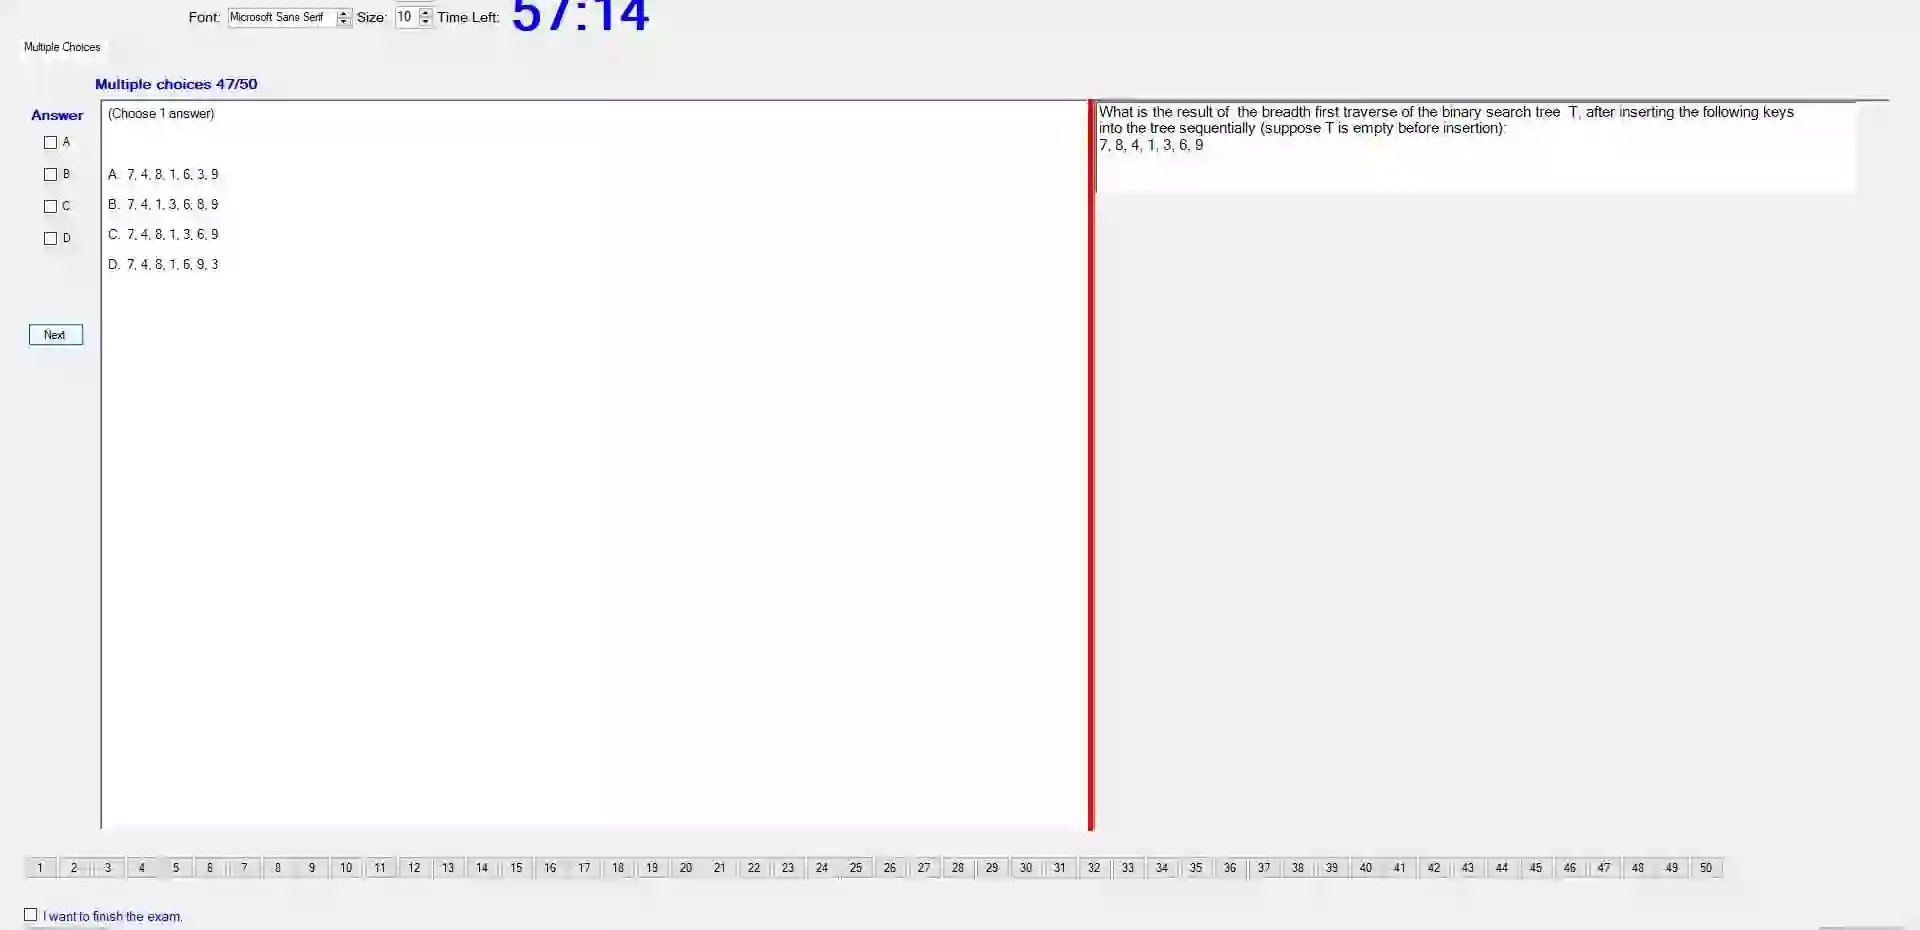 Font: Microsoft Sans Serif Size: 10 Time Left: 57:14
Multiple Choices
Multiple choices 47/50
Answer
A
B
C
D
Next
(Choose 1 answer)
A. 7, 4, 8, 1, 6, 3, 9
B. 7, 4, 1, 3, 6, 8, 9
C. 7, 4, 8, 1, 3, 6, 9
D. 7, 4, 8, 1, 6, 9, 3
What is the result of the breadth first traverse of the binary search tree T, after inserting the following keys
into the tree sequentially (suppose T is empty before insertion):
7, 8, 4, 1, 3, 6, 9
1 2 3 4 5 6 7 8 9 10 11 12 13 14 15 16 17 18 19 20 21 22 23 24 25 26 27 28 29 30 31 32 33 34 35 36 37 38 39 40 41 42 43 44 45 46 47 48 49 50
I want to finish the exam.